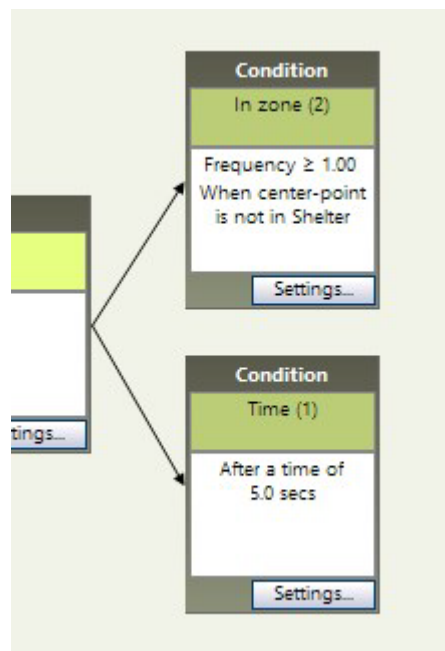 Condition
In zone (2)
Frequency ≥ 1.00
When center-point
is not in Shelter
Settings...
Condition
Time (1)
tings...
After a time of
5.0 secs
Settings...